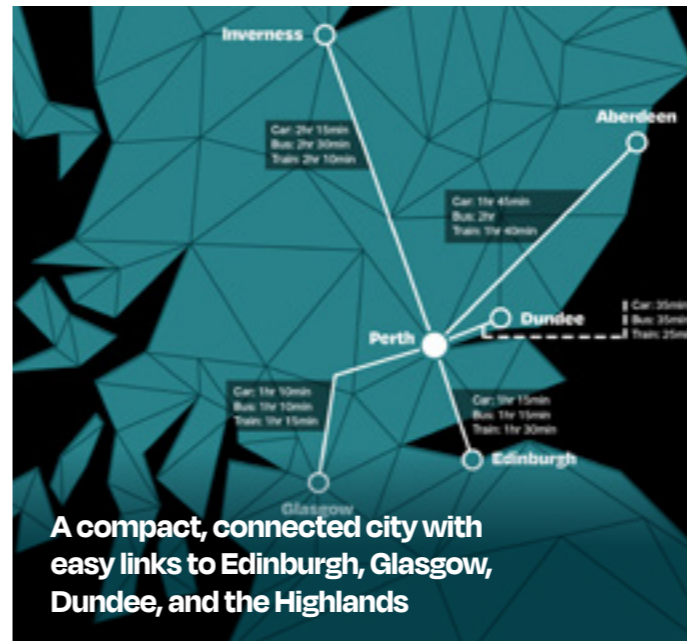 Inverness
Car: 2hr 15min
Bus: 2hr 30min
Train: 2hr 10min
Aberdeen
Car: 1hr 45min
Bus: 2hr
Train: 1hr 40min
Dundee
Car: 35min
Bus: 35min
Train: 25min
Perth
Car: 1hr 10min
Bus: 1hr 10min
Train: 1hr 15min
Car: 1hr 15min
Bus: 1hr 15min
Train: 1hr 30min
Edinburgh
Glasgow
A compact, connected city with
easy links to Edinburgh, Glasgow,
Dundee, and the Highlands